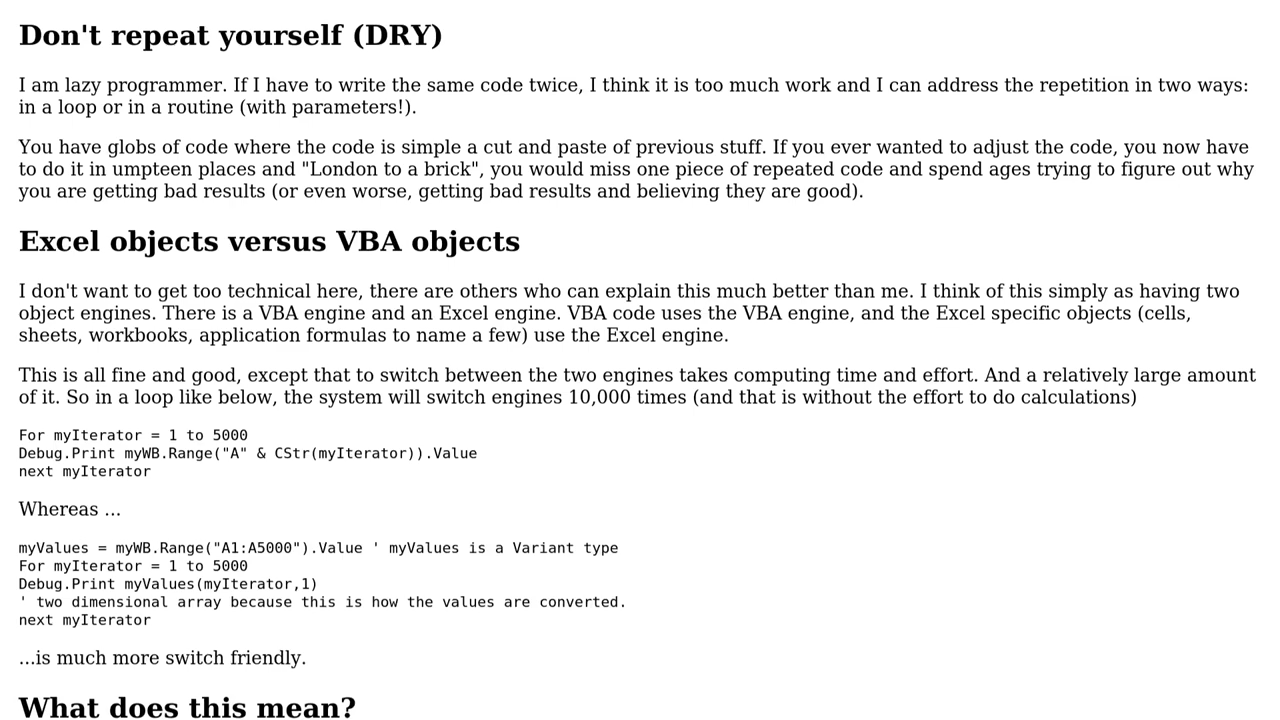 Don't repeat yourself (DRY)
I am lazy programmer. If I have to write the same code twice, I think it is too much work and I can address the repetition in two ways:
in a loop or in a routine (with parameters!).
You have globs of code where the code is simple a cut and paste of previous stuff. If you ever wanted to adjust the code, you now have
to do it in umpteen places and "London to a brick", you would miss one piece of repeated code and spend ages trying to figure out why
you are getting bad results (or even worse, getting bad results and believing they are good).
Excel objects versus VBA objects
I don't want to get too technical here, there are others who can explain this much better than me. I think of this simply as having two
object engines. There is a VBA engine and an Excel engine. VBA code uses the VBA engine, and the Excel specific objects (cells,
sheets, workbooks, application formulas to name a few) use the Excel engine.
This is all fine and good, except that to switch between the two engines takes computing time and effort. And a relatively large amount
of it. So in a loop like below, the system will switch engines 10,000 times (and that is without the effort to do calculations)
For myIterator = 1 to 5000
Debug.Print myWB.Range("A" & CStr(myIterator)).Value
next myIterator
Whereas ...
myValues = myWB.Range("A1:A5000").Value ' myValues is a Variant type
For myIterator = 1 to 5000
Debug.Print myValues(myIterator,1)
' two dimensional array because this is how the values are converted.
next myIterator
...is much more switch friendly.
What does this mean?